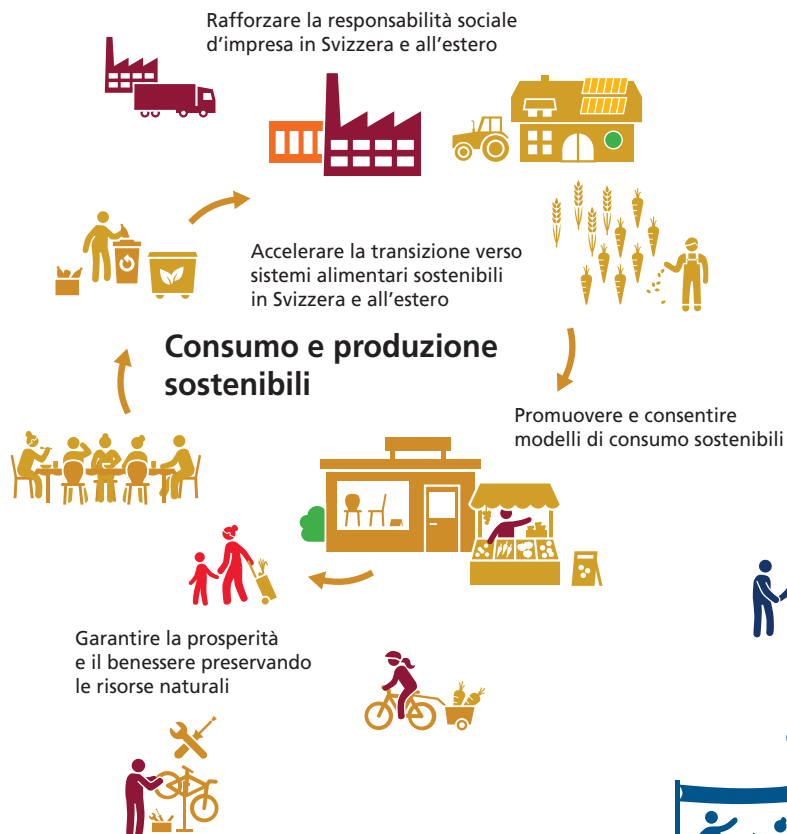 Rafforzare la responsabilità sociale
d’impresa in Svizzera e all’estero
Accelerare la transizione verso
sistemi alimentari sostenibili
in Svizzera e all’estero
Consumo e produzione
sostenibili
Promuovere e consentire
modelli di consumo sostenibili
Garantire la prosperità
e il benessere preservando
le risorse naturali